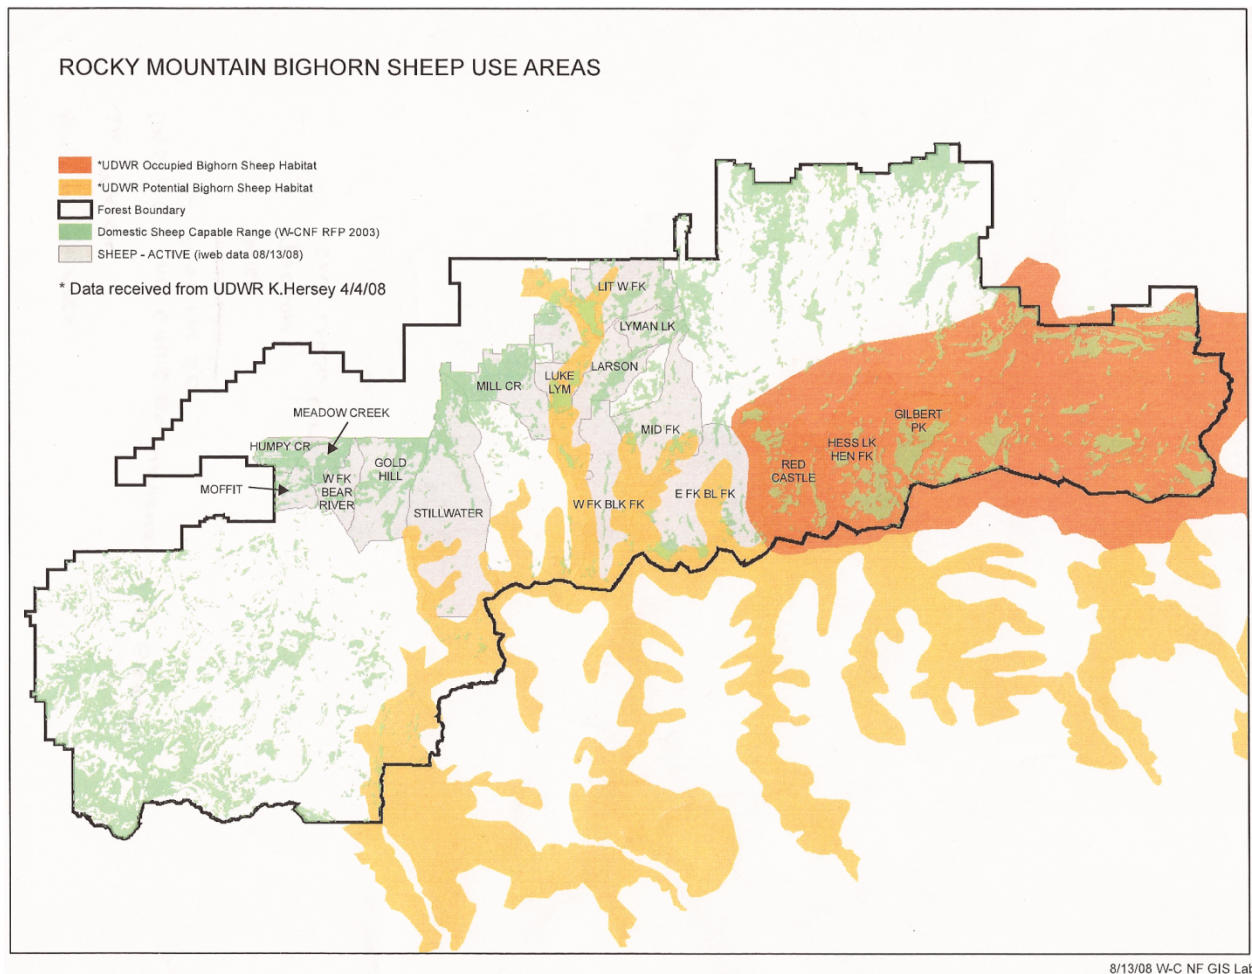 ROCKY MOUNTAIN BIGHORN SHEEP USE AREAS
*UDWR Occupied Bighorn Sheep Habitat
*UDWR Potential Bighorn Sheep Habitat
Forest Boundary
Domestic Sheep Capable Range (W-CNF RFP 2003)
SHEEP - ACTIVE (iweb data 08/13/08)
* Data received from UDWR K.Hersey 4/4/08
LIT W FK
LYMAN LK
LARSON
LUKE
LYM
MILL CR
MEADOW CREEK
HUMPY CR
MOFFIT
W FK
BEAR
RIVER
GOLD
HILL
STILLWATER
MID FK
W FK BLK FK
E FK BL FK
RED
CASTLE
HESS LK
HEN FK
GILBERT
PK
8/13/08 W-C NF GIS Lab